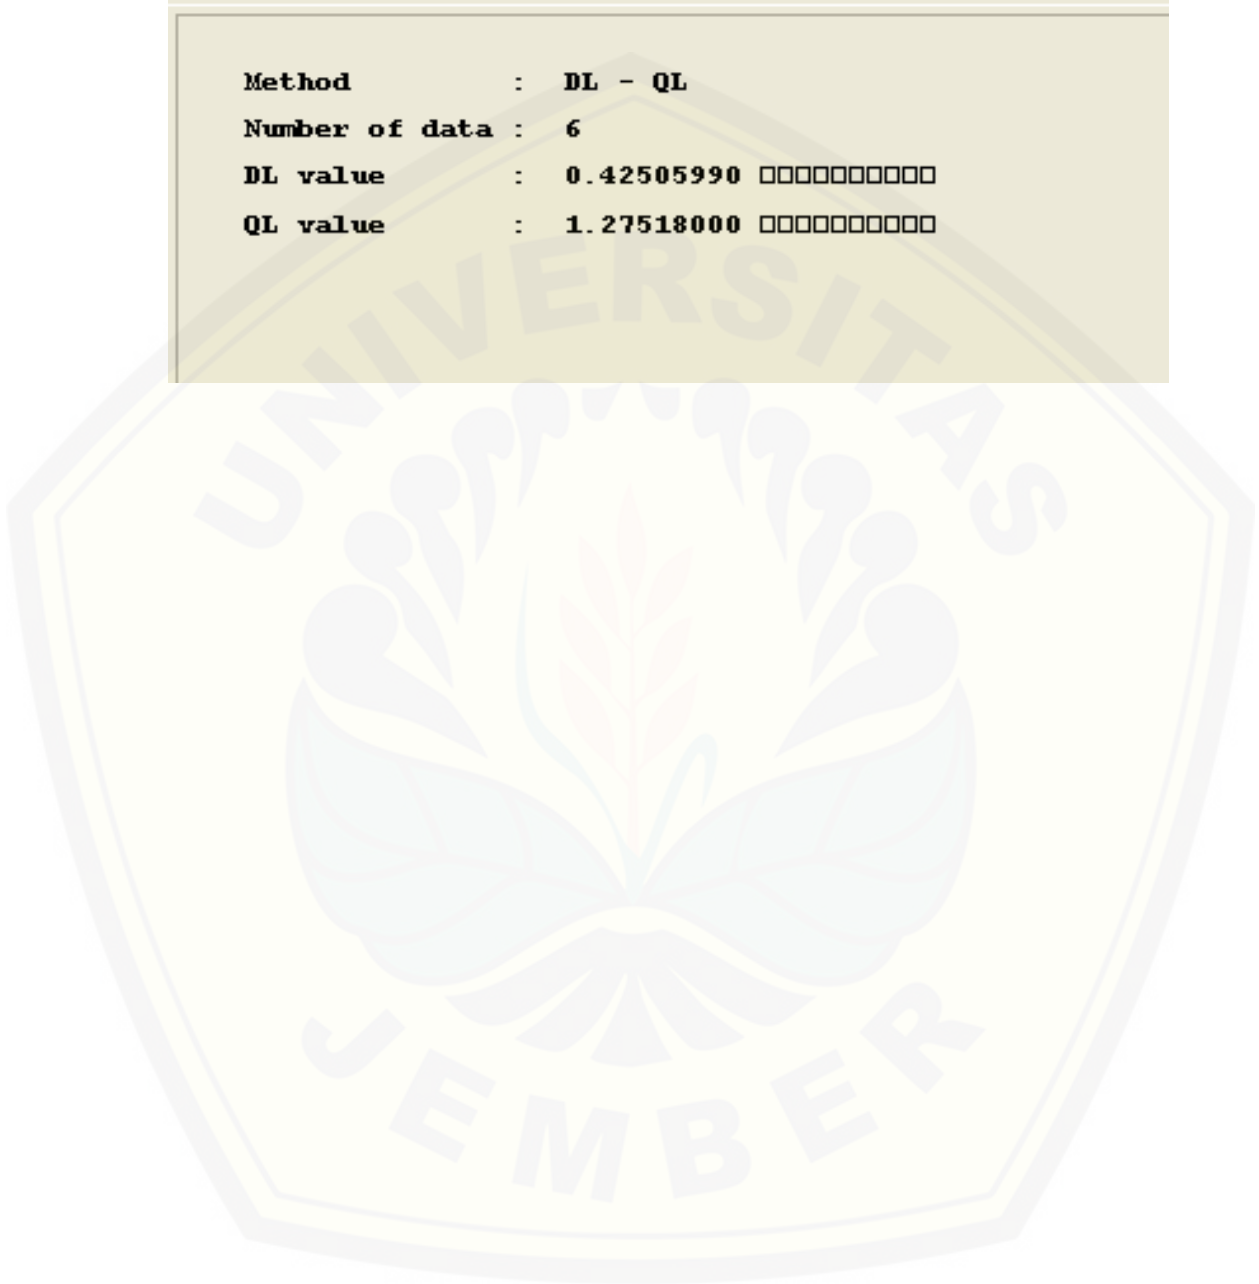 Method : DL - QL
Number of data : 6
DL value : 0.42505990 □□□□□□□□□□
QL value : 1.27518000 □□□□□□□□□□
UNIVERSITAS
JEMBER